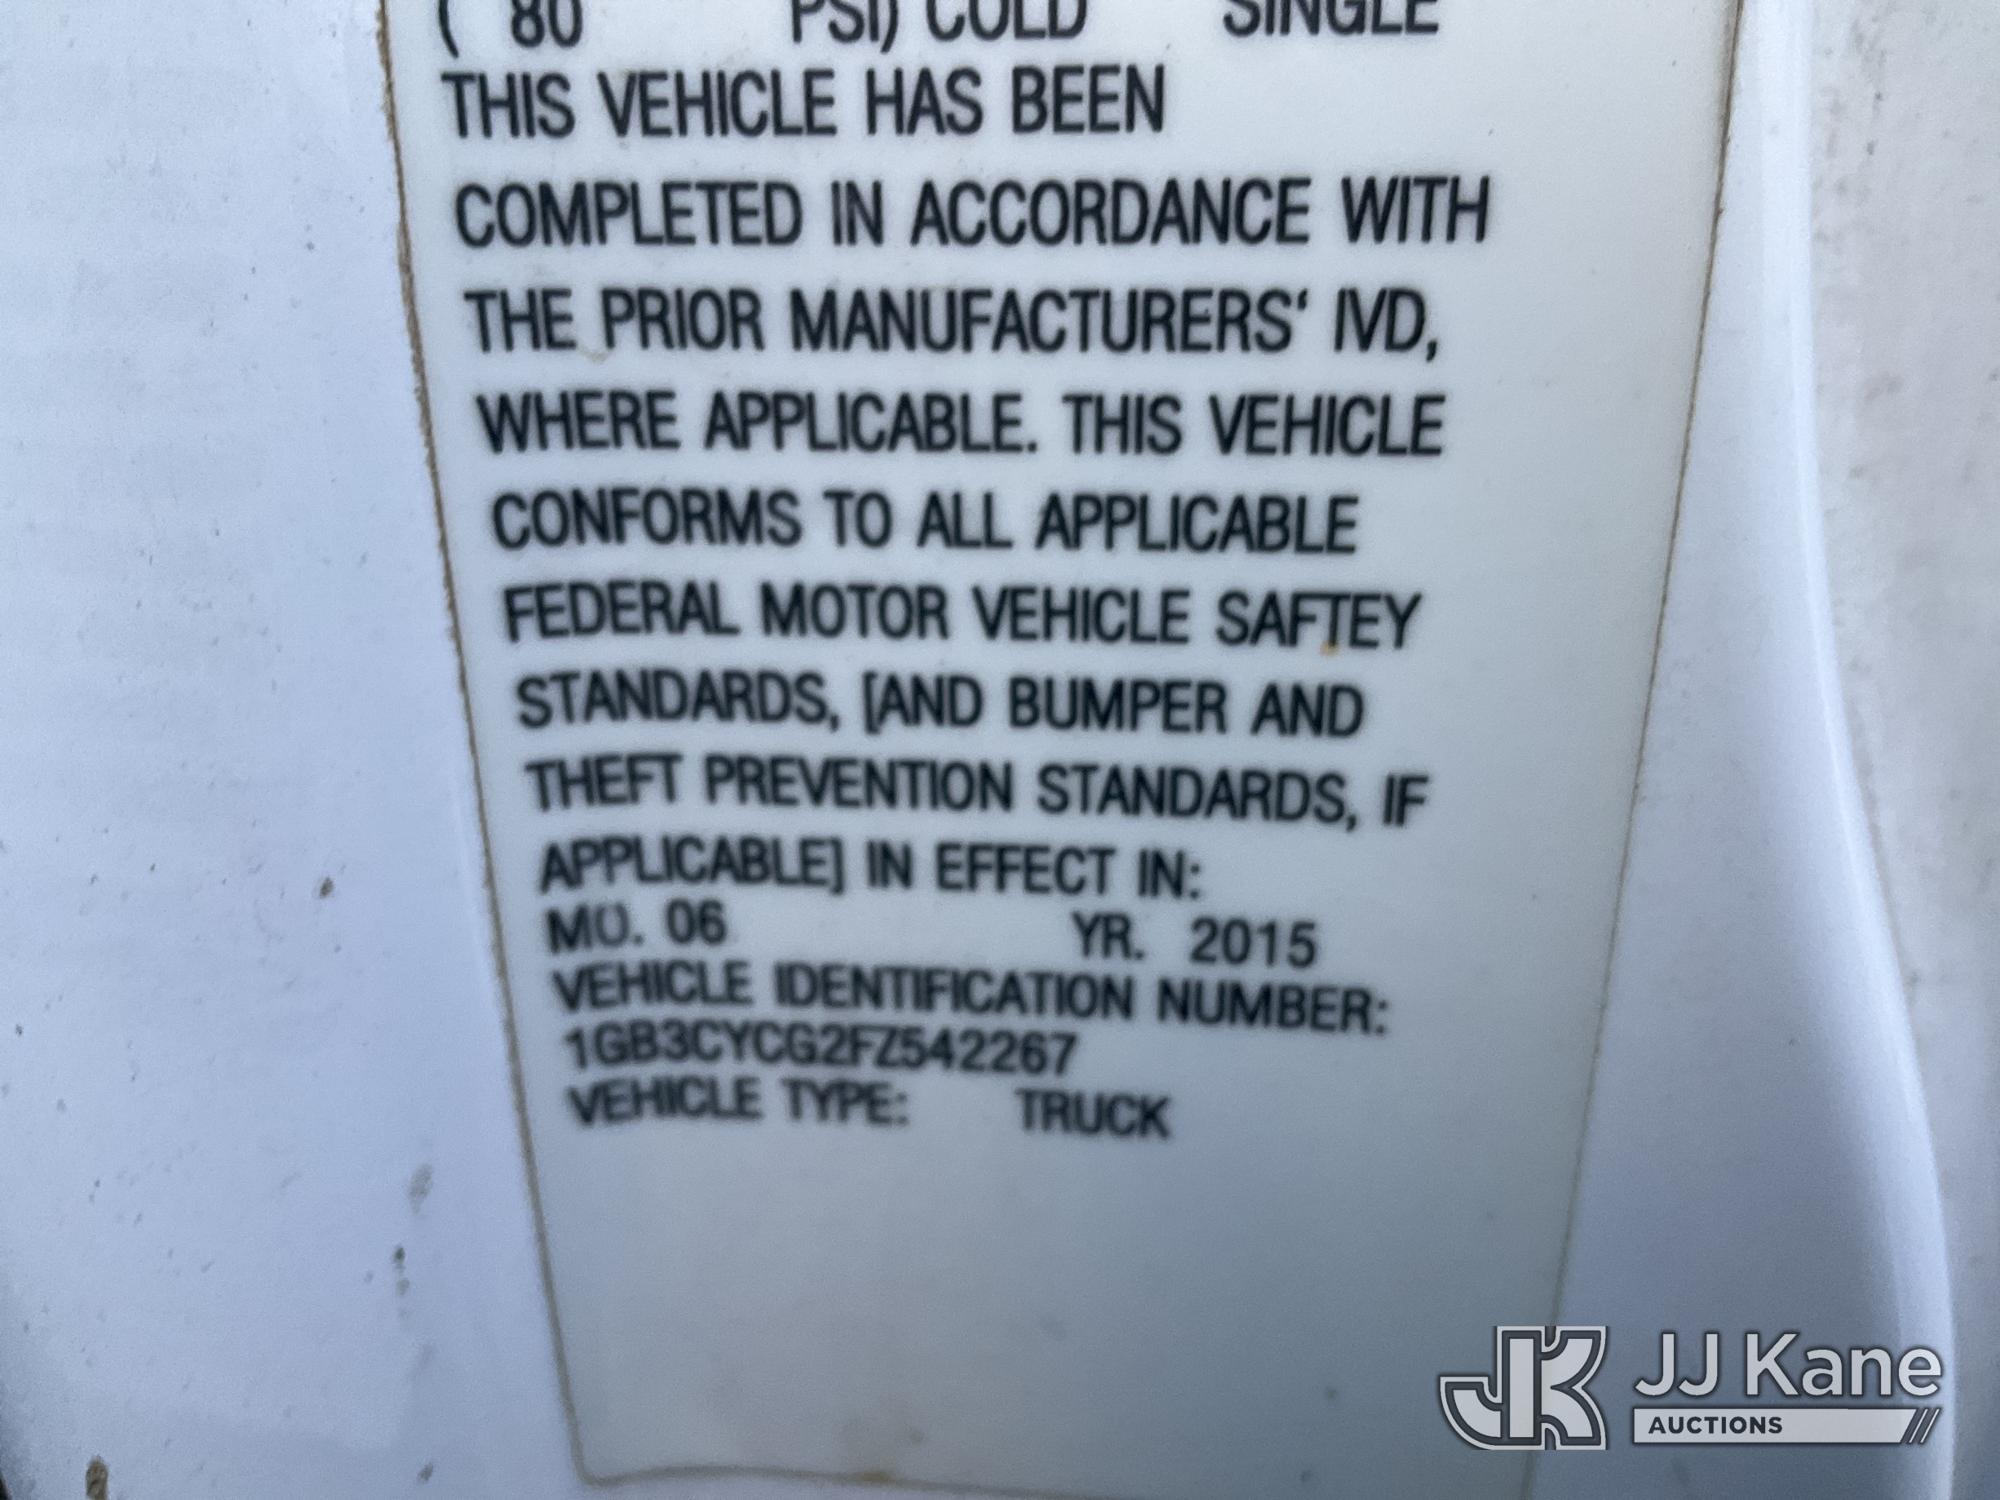 ( 80 PSI) COLD SINGLE
THIS VEHICLE HAS BEEN
COMPLETED IN ACCORDANCE WITH
THE PRIOR MANUFACTURERS' IVD,
WHERE APPLICABLE. THIS VEHICLE
CONFORMS TO ALL APPLICABLE
FEDERAL MOTOR VEHICLE SAFTEY
STANDARDS, [AND BUMPER AND
THEFT PREVENTION STANDARDS, IF
APPLICABLE] IN EFFECT IN:
MO. 06 YR. 2015
VEHICLE IDENTIFICATION NUMBER:
1GB3CYCG2FZ542267
VEHICLE TYPE: TRUCK
JK JJ Kane
AUCTIONS